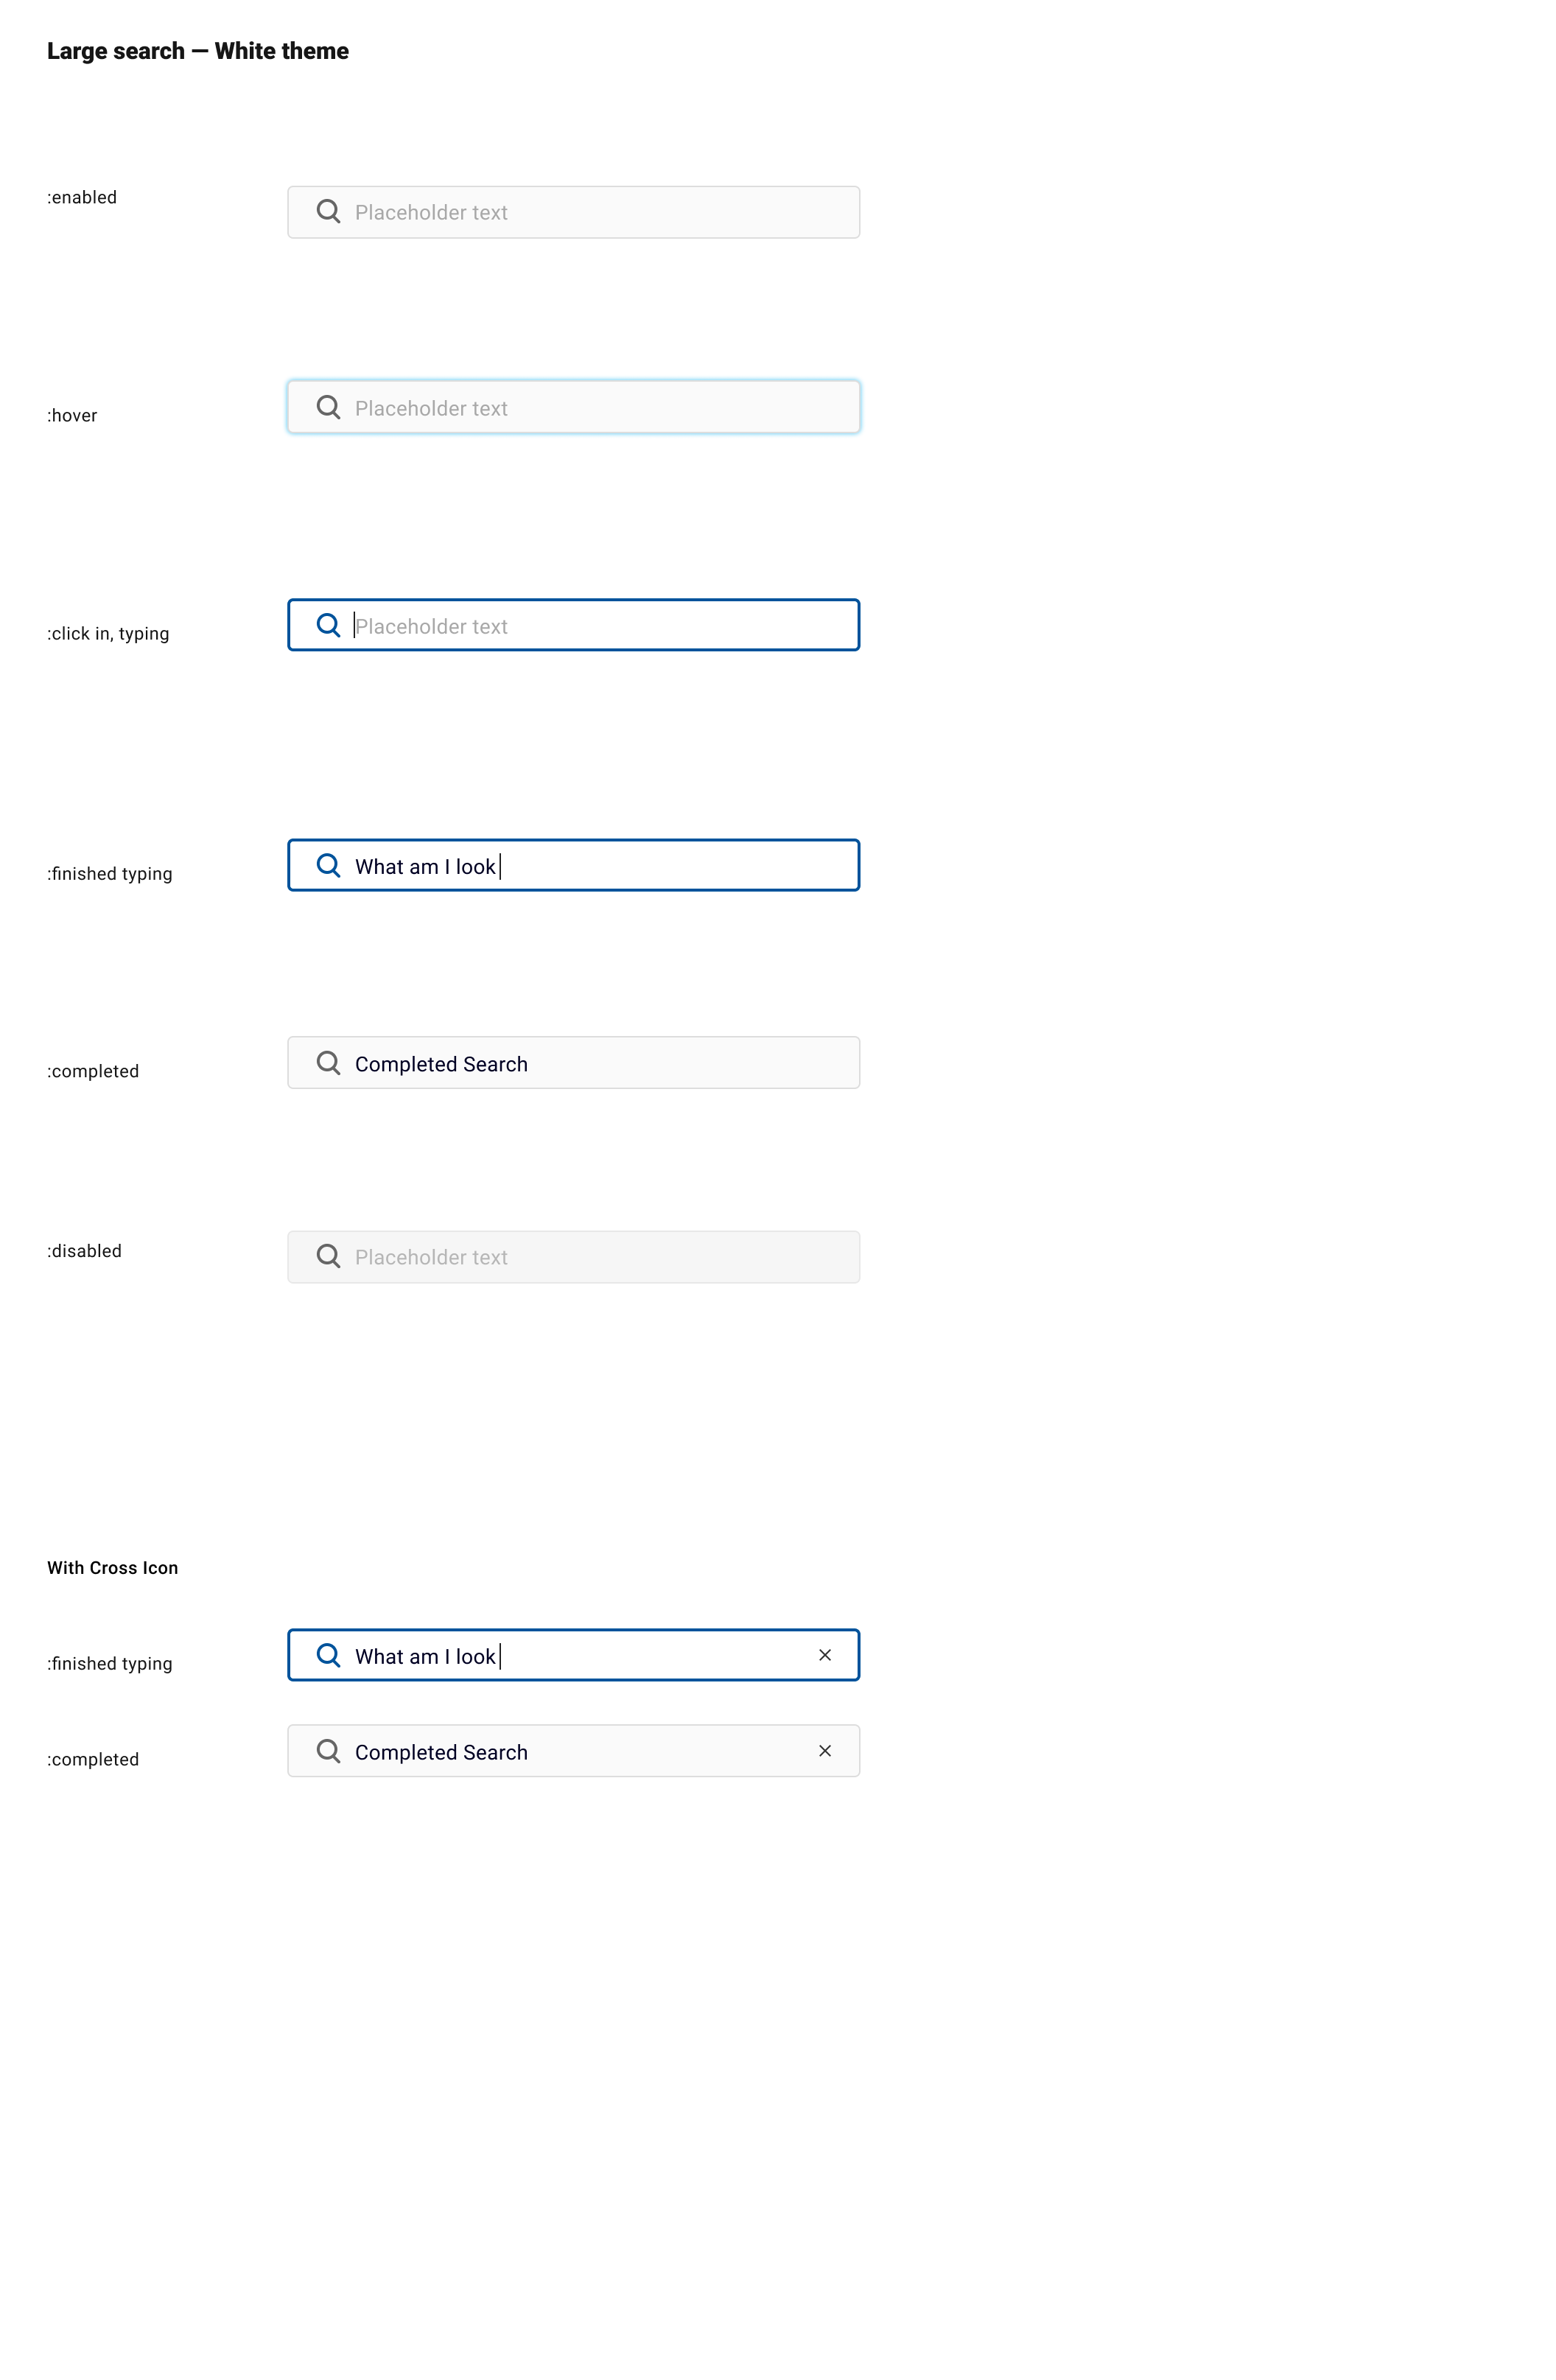 Large search — White theme
:enabled
Placeholder text
:hover
Placeholder text
:click in, typing
Placeholder text
:finished typing
What am I look
:completed
Completed Search
:disabled
Placeholder text
With Cross Icon
:finished typing
What am I look
:completed
Completed Search